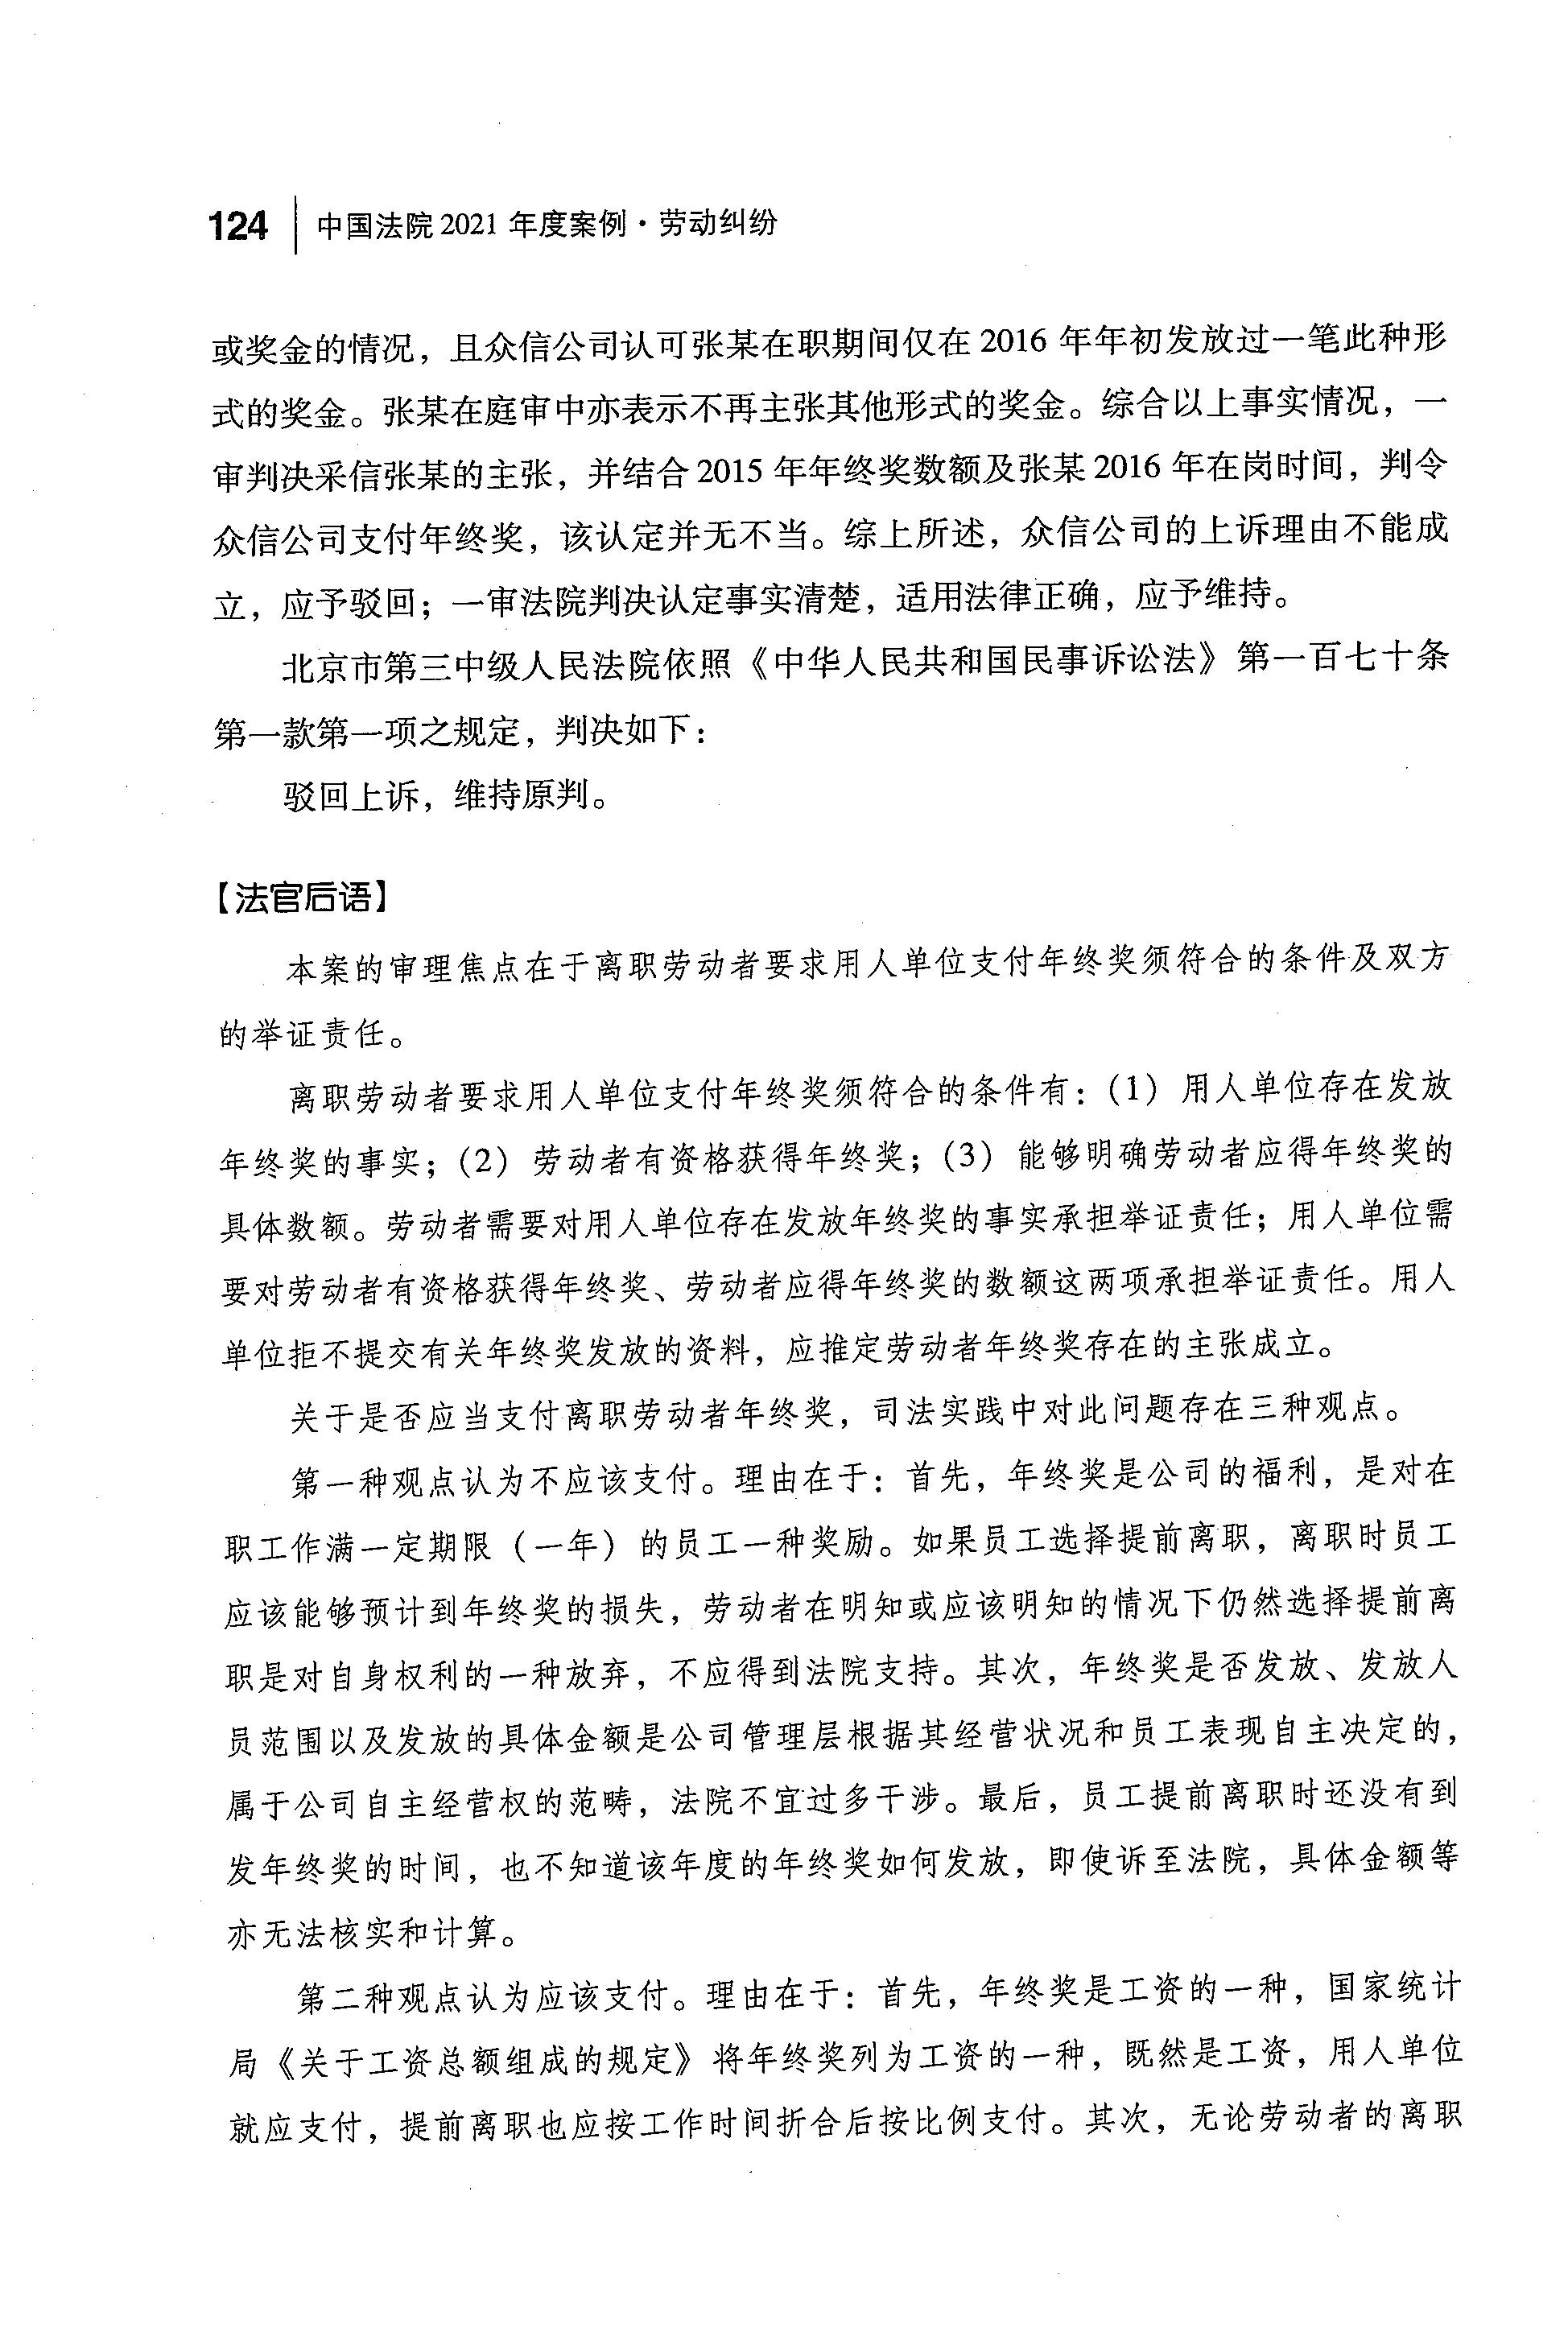 124 中国法院 2021 年度案例·劳动纠纷
或奖金的情况，且众信公司认可张某在职期间仅在 2016 年年初发放过一笔此种形
式的奖金。张某在庭审中亦表示不再主张其他形式的奖金。综合以上事实情况，一
审判决采信张某的主张，并结合 2015 年年终奖数额及张某 2016 年在岗时间，判令
众信公司支付年终奖，该认定并无不当。综上所述，众信公司的上诉理由不能成
立，应予驳回；一审法院判决认定事实清楚，适用法律正确，应予维持。
北京市第三中级人民法院依照《中华人民共和国民事诉讼法》第一百七十条
第一款第一项之规定，判决如下：
驳回上诉，维持原判。
【法官后语】
本案的审理焦点在于离职劳动者要求用人单位支付年终奖须符合的条件及双方
的举证责任。
离职劳动者要求用人单位支付年终奖须符合的条件有：（1）用人单位存在发放
年终奖的事实；（2）劳动者有资格获得年终奖；（3）能够明确劳动者应得年终奖的
具体数额。劳动者需要对用人单位存在发放年终奖的事实承担举证责任；用人单位需
要对劳动者有资格获得年终奖、劳动者应得年终奖的数额这两项承担举证责任。用人
单位拒不提交有关年终奖发放的资料，应推定劳动者年终奖存在的主张成立。
关于是否应当支付离职劳动者年终奖，司法实践中对此问题存在三种观点。
第一种观点认为不应该支付。理由在于：首先，年终奖是公司的福利，是对在
职工作满一定期限（一年）的员工一种奖励。如果员工选择提前离职，离职时员工
应该能够预计到年终奖的损失，劳动者在明知或应该明知的情况下仍然选择提前离
职是对自身权利的一种放弃，不应得到法院支持。其次，年终奖是否发放、发放人
员范围以及发放的具体金额是公司管理层根据其经营状况和员工表现自主决定的，
属于公司自主经营权的范畴，法院不宜过多干涉。最后，员工提前离职时还没有到
发年终奖的时间，也不知道该年度的年终奖如何发放，即使诉至法院，具体金额等
亦无法核实和计算。
第二种观点认为应该支付。理由在于：首先，年终奖是工资的一种，国家统计
局《关于工资总额组成的规定》将年终奖列为工资的一种，既然是工资，用人单位
就应支付，提前离职也应按工作时间折合后按比例支付。其次，无论劳动者的离职